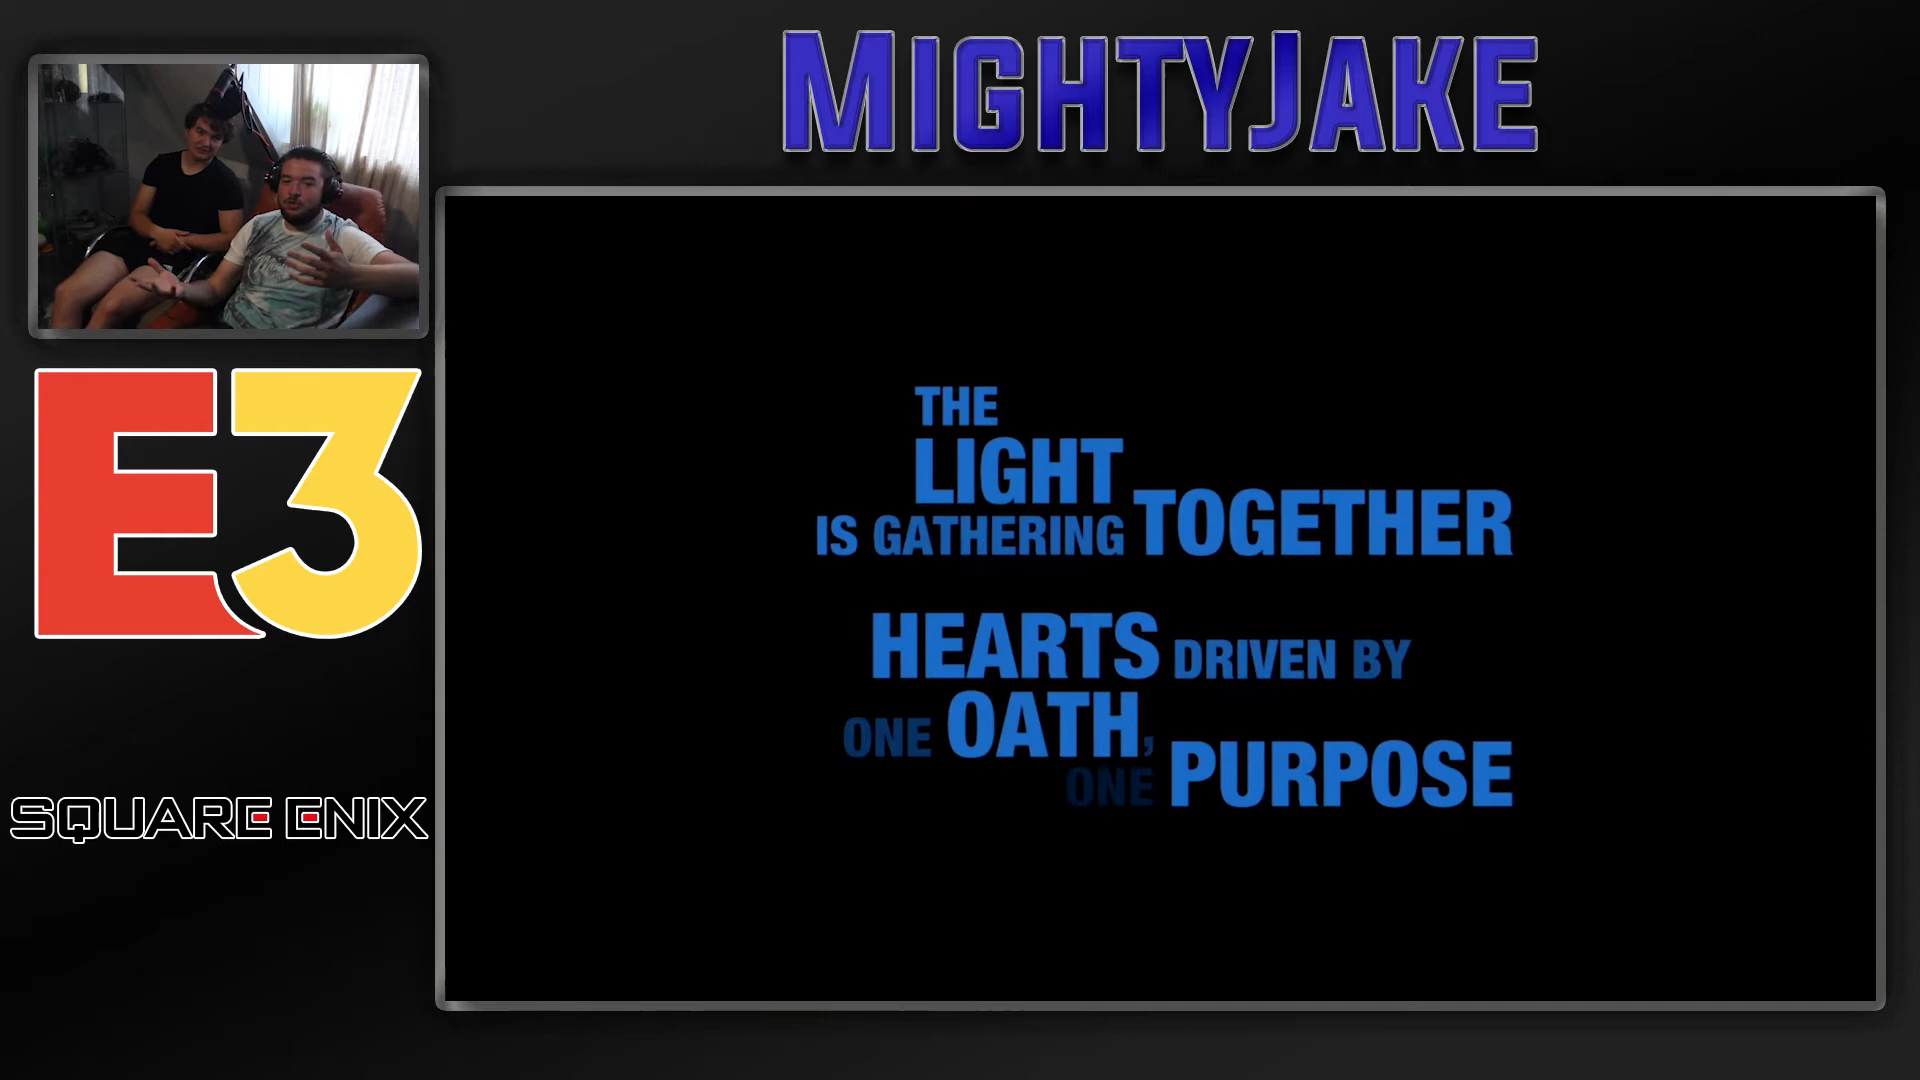 MIGHTYJAKE
E3
SQUARE ENIX
THE
LIGHT
IS GATHERING TOGETHER
HEARTS DRIVEN BY
ONE OATH,
ONE PURPOSE